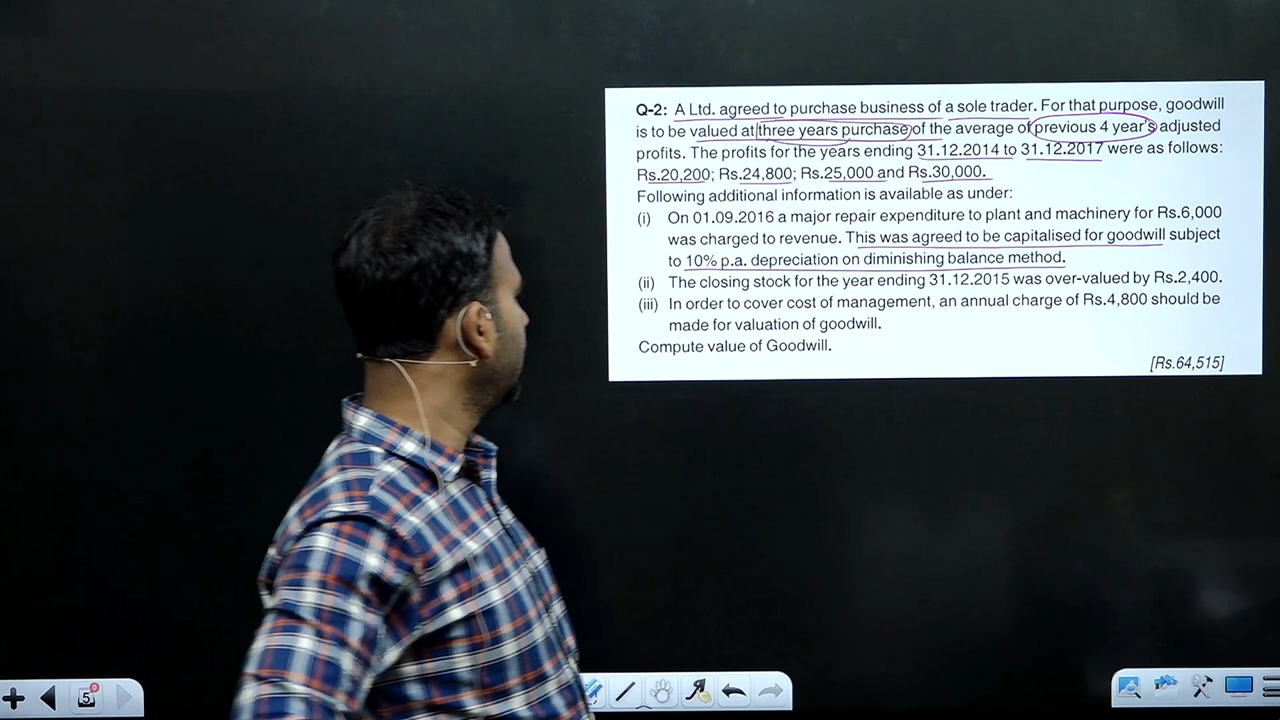 Q-2: A Ltd. agreed to purchase business of a sole trader. For that purpose, goodwill
is to be valued at three years purchase of the average of previous 4 year's adjusted
profits. The profits for the years ending 31.12.2014 to 31.12.2017 were as follows:
Rs.20,200; Rs.24,800; Rs.25,000 and Rs.30,000.
Following additional information is available as under:
(i) On 01.09.2016 a major repair expenditure to plant and machinery for Rs.6,000
was charged to revenue. This was agreed to be capitalised for goodwill subject
to 10% p.a. depreciation on diminishing balance method.
(ii) The closing stock for the year ending 31.12.2015 was over-valued by Rs.2,400.
(iii) In order to cover cost of management, an annual charge of Rs.4,800 should be
made for valuation of goodwill.
Compute value of Goodwill.
[Rs.64,515]
5
0